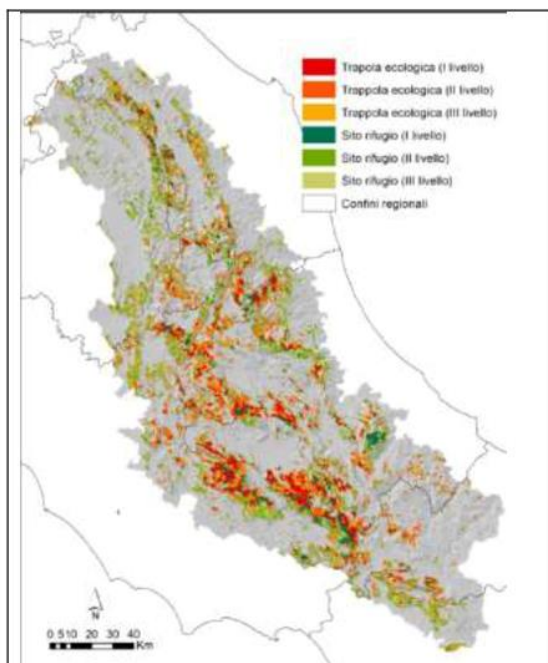 Trapola ecologica (I livello)
Trappola ecologica (II livello)
Trappola ecologica (III livello)
Sito rifugio (I livello)
Sito rifugio (II livello)
Sito rifugio (III livello)
Confini regionali
N
0 5 10 20 30 40
Km